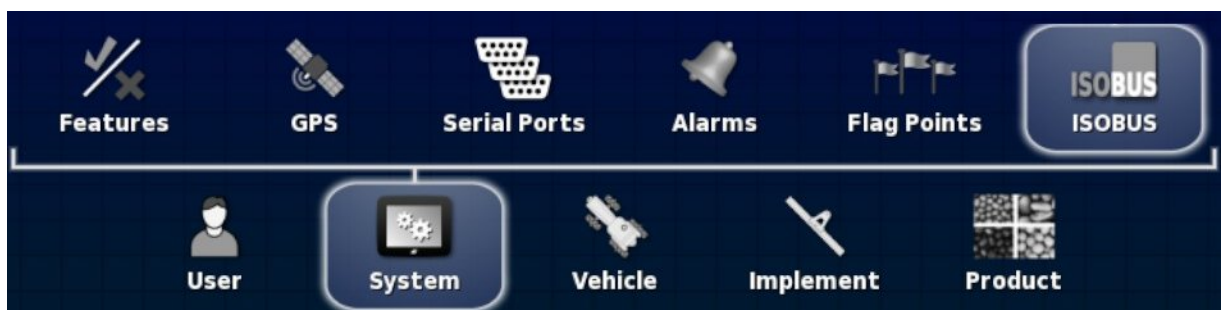 ISOBUS
Features GPS Serial Ports Alarms Flag Points ISOBUS
User System Vehicle Implement Product